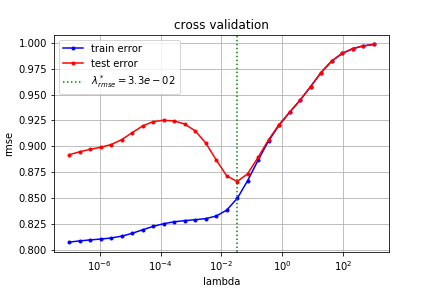 cross validation
1.000
0.975
0.950
0.925
0.900
0.875
0.850
0.825
0.800
rmse
train error
test error
λ*rmse = 3.3e − 02
10⁻⁶ 10⁻⁴ 10⁻² 10⁰ 10²
lambda